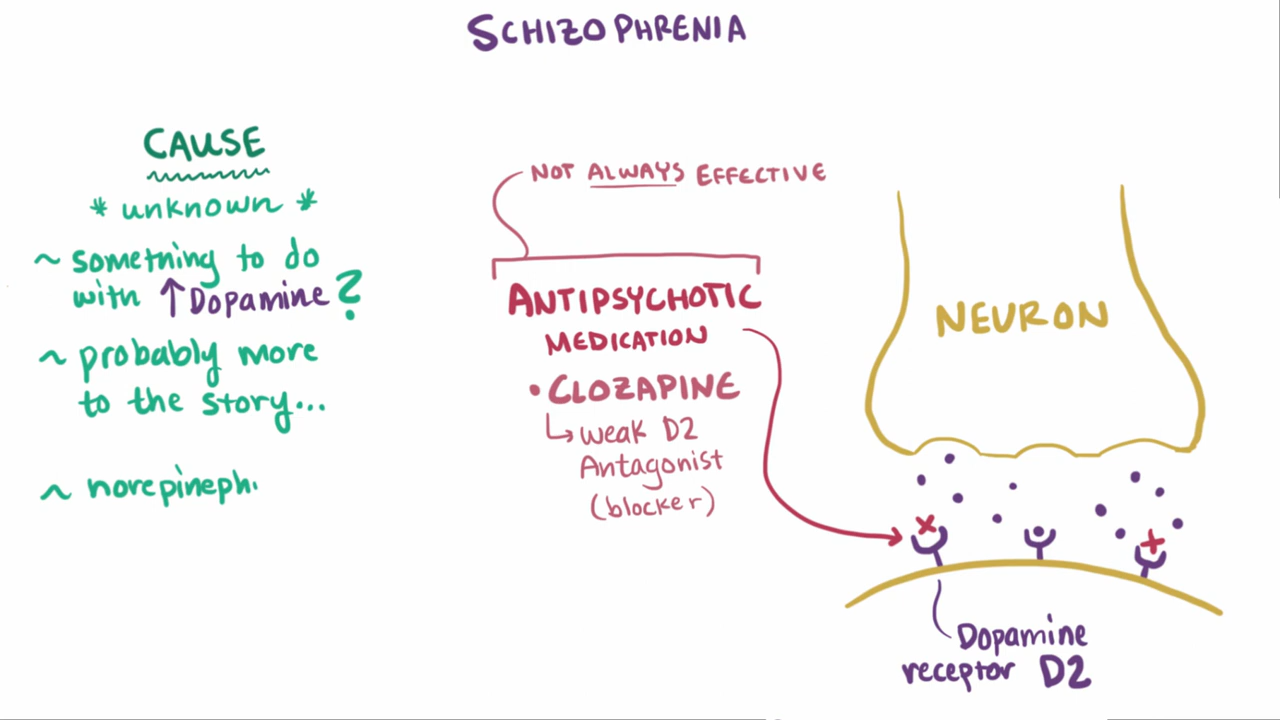 SCHIZOPHRENIA
CAUSE
* unknown *
~ something to do
with ↑ Dopamine ?
~ probably more
to the story...
~ norepineph
NOT ALWAYS EFFECTIVE
ANTIPSYCHOTIC
MEDICATION
• CLOZAPINE
↳ weak D2
Antagonist
(blocker)
NEURON
Dopamine
receptor D2